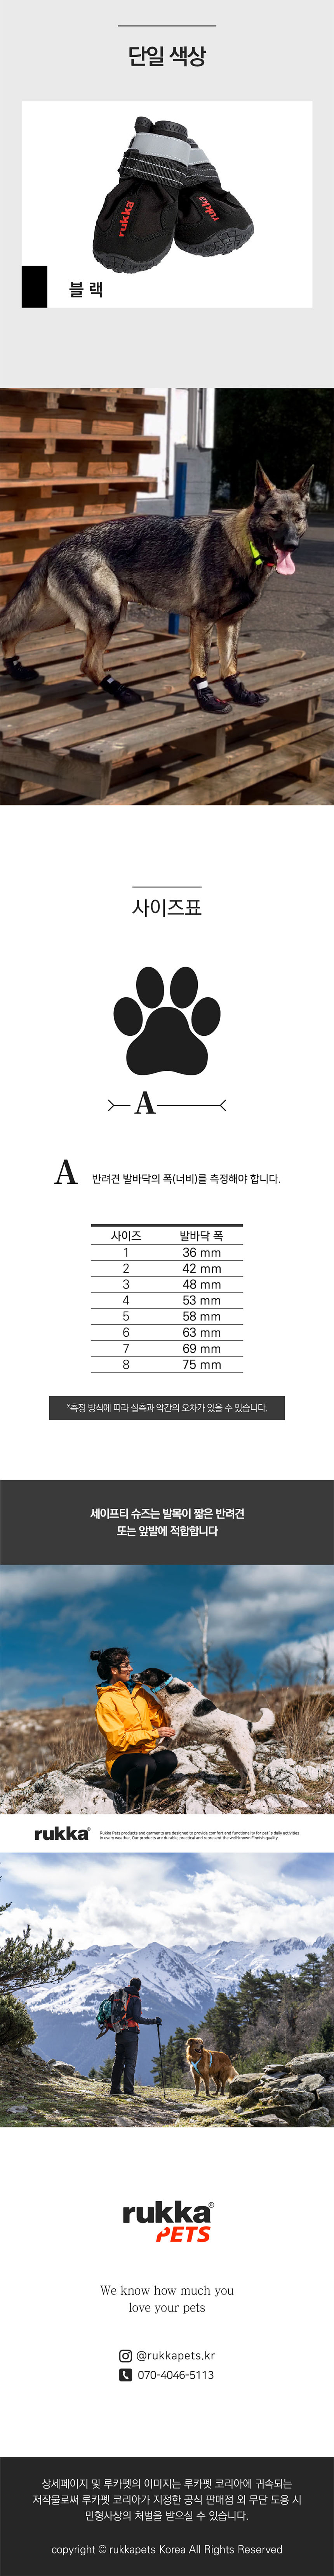 단일 색상
rukka
rukka
블 랙
사이즈표
A
A 반려견 발바닥의 폭(너비)를 측정해야 합니다.
사이즈 발바닥 폭
1 36 mm
2 42 mm
3 48 mm
4 53 mm
5 58 mm
6 63 mm
7 69 mm
8 75 mm
*측정 방식에 따라 실측과 약간의 오차가 있을 수 있습니다.
세이프티 슈즈는 발목이 짧은 반려견
또는 앞발에 적합합니다
rukka®
Rukka Pets products and garments are designed to provide comfort and functionality for pet´s daily activities
in every weather. Our products are durable, practical and represent the well-known Finnish quality.
rukka®
PETS
We know how much you
love your pets
@rukkapets.kr
070-4046-5113
상세페이지 및 루카펫의 이미지는 루카펫 코리아에 귀속되는
저작물로써 루카펫 코리아가 지정한 공식 판매점 외 무단 도용 시
민형사상의 처벌을 받으실 수 있습니다.
copyright © rukkapets Korea All Rights Reserved